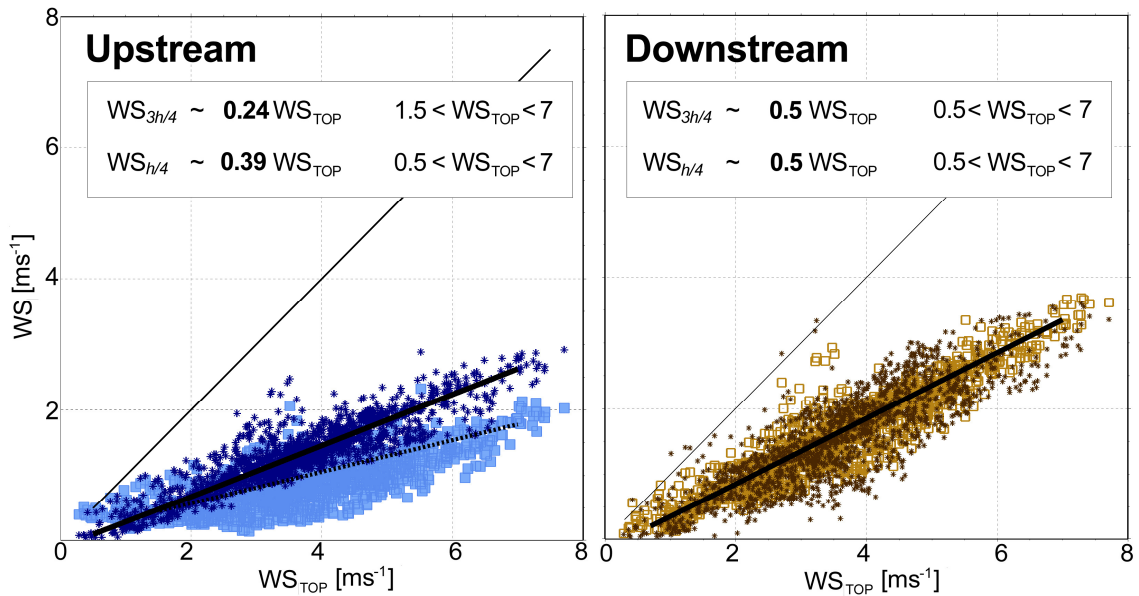 Upstream
WS3h/4 ~ 0.24 WSTOP 1.5 < WSTOP < 7
WSh/4 ~ 0.39 WSTOP 0.5 < WSTOP < 7
8
6
4
2
0
2
4
6
8
WS [ms-1]
WSTOP [ms-1]
Downstream
WS3h/4 ~ 0.5 WSTOP 0.5 < WSTOP < 7
WSh/4 ~ 0.5 WSTOP 0.5 < WSTOP < 7
0
2
4
6
8
WSTOP [ms-1]